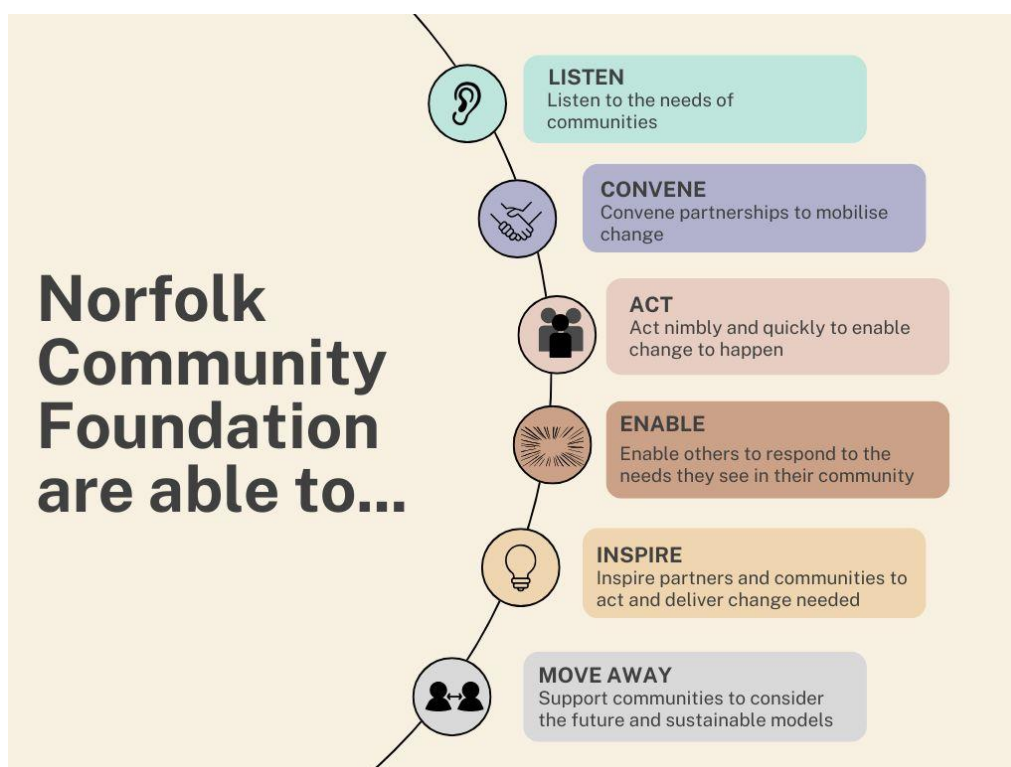 Norfolk
Community
Foundation
are able to...
LISTEN
Listen to the needs of
communities
CONVENE
Convene partnerships to mobilise
change
ACT
Act nimbly and quickly to enable
change to happen
ENABLE
Enable others to respond to the
needs they see in their community
INSPIRE
Inspire partners and communities to
act and deliver change needed
MOVE AWAY
Support communities to consider
the future and sustainable models